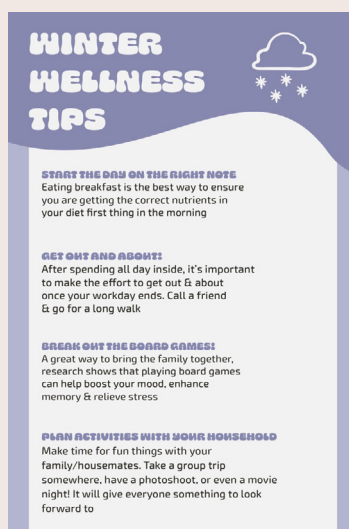 WINTER
WELLNESS
TIPS
START THE DAY ON THE RIGHT NOTE
Eating breakfast is the best way to ensure
you are getting the correct nutrients in
your diet first thing in the morning
GET OUT AND ABOUT!
After spending all day inside, it's important
to make the effort to get out & about
once your workday ends. Call a friend
& go for a long walk
BREAK OUT THE BOARD GAMES!
A great way to bring the family together,
research shows that playing board games
can help boost your mood, enhance
memory & relieve stress
PLAN ACTIVITIES WITH YOUR HOUSEHOLD
Make time for fun things with your
family/housemates. Take a group trip
somewhere, have a photoshoot, or even a movie
night! It will give everyone something to look
forward to